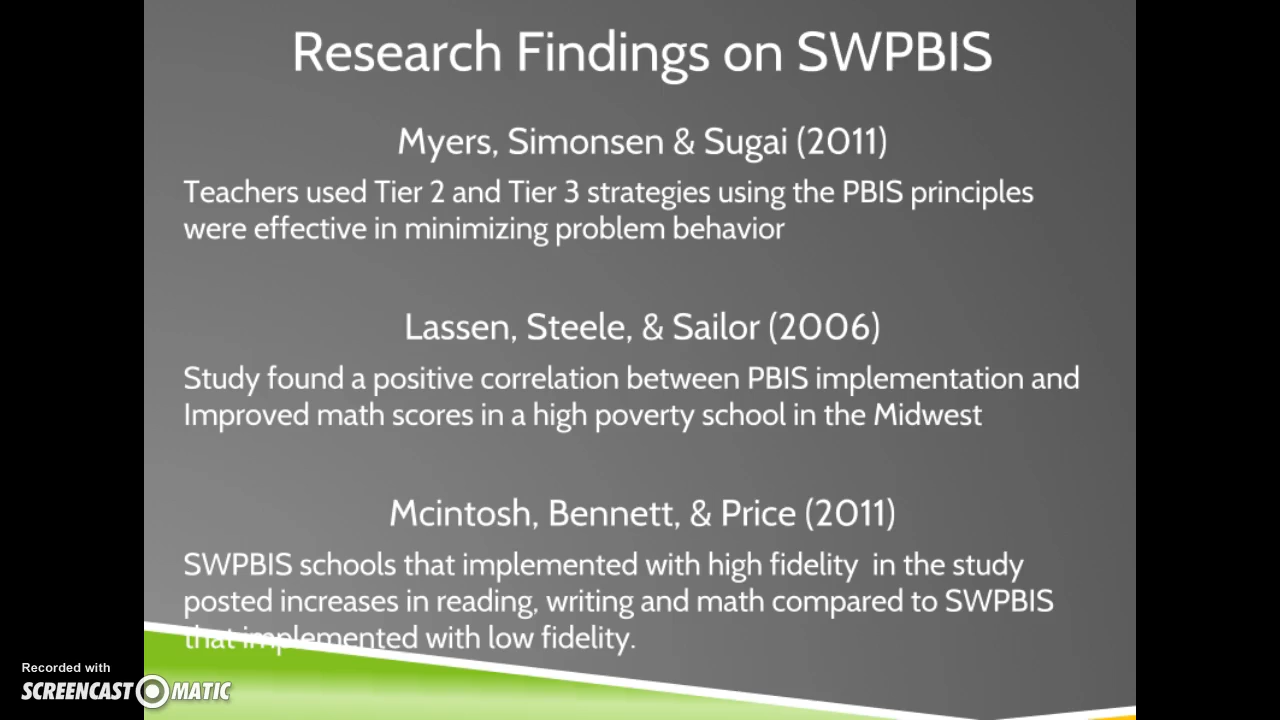 Research Findings on SWPBIS
Myers, Simonsen & Sugai (2011)
Teachers used Tier 2 and Tier 3 strategies using the PBIS principles
were effective in minimizing problem behavior
Lassen, Steele, & Sailor (2006)
Study found a positive correlation between PBIS implementation and
Improved math scores in a high poverty school in the Midwest
Mcintosh, Bennett, & Price (2011)
SWPBIS schools that implemented with high fidelity in the study
posted increases in reading, writing and math compared to SWPBIS
that implemented with low fidelity.
Recorded with
SCREENCAST-O-MATIC